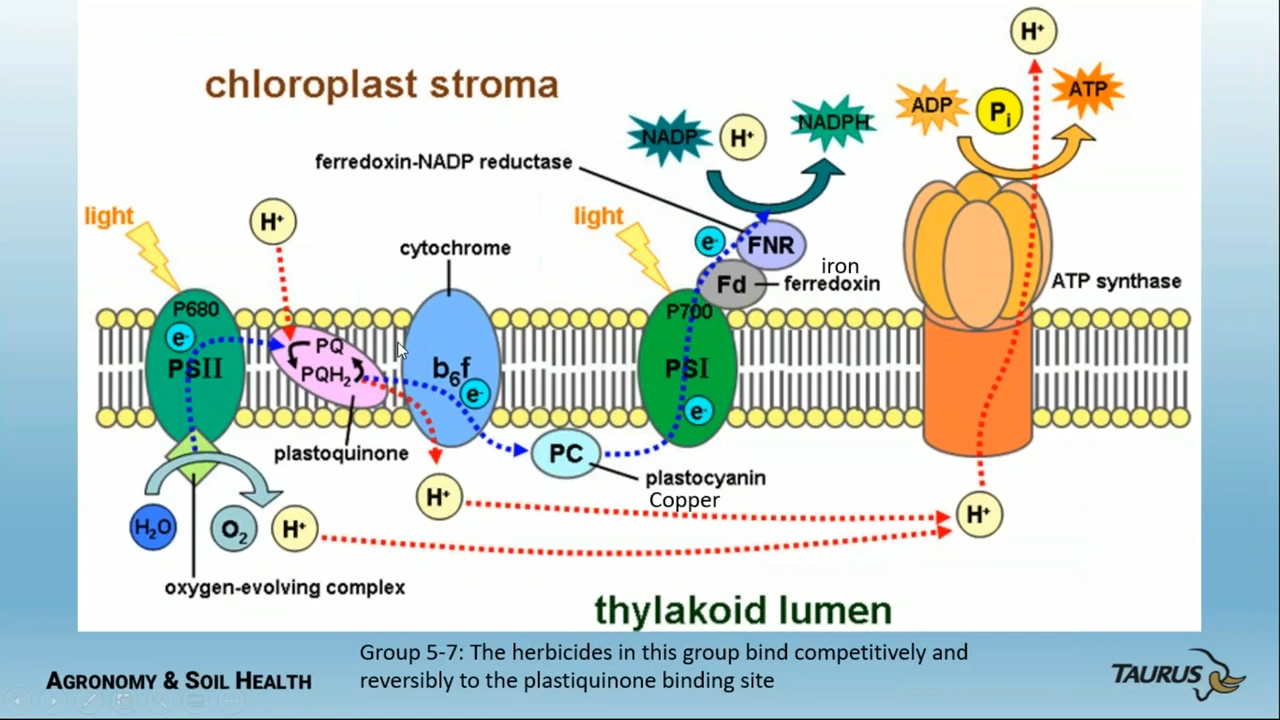 chloroplast stroma
H⁺
ATP
ADP
Pᵢ
NADP
H⁺
NADPH
ferredoxin-NADP reductase
light
H⁺
light
cytochrome
e⁻
FNR
iron
Fd
ferredoxin
ATP synthase
P680
P700
e⁻
PQ
PSII
PQH₂
b₆f
e⁻
PSI
e⁻
plastoquinone
PC
plastocyanin
Copper
H⁺
H⁺
H₂O
O₂
H⁺
oxygen-evolving complex
thylakoid lumen
Group 5-7: The herbicides in this group bind competitively and
reversibly to the plastiquinone binding site
AGRONOMY & SOIL HEALTH
TAURUS